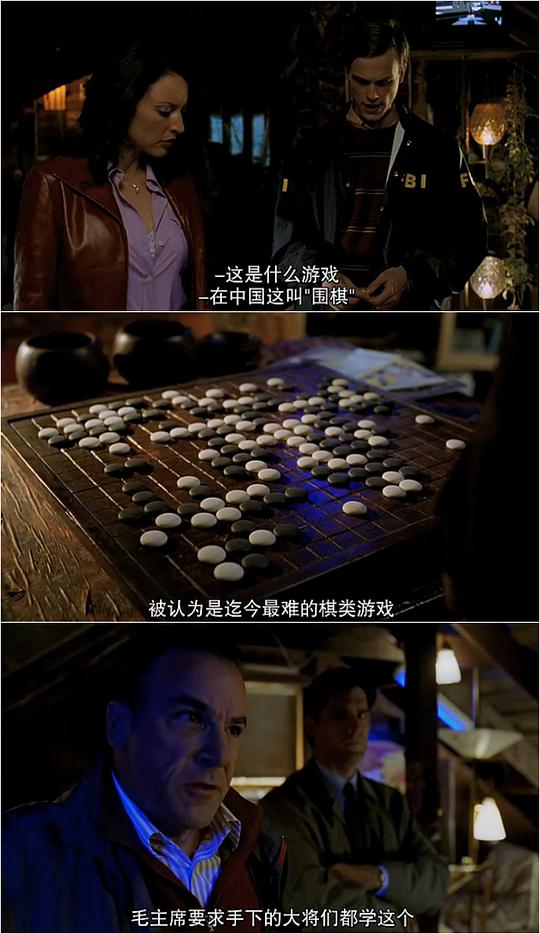 BI
F
-这是什么游戏
-在中国这叫"围棋"
被认为是迄今最难的棋类游戏
毛主席要求手下的大将们都学这个